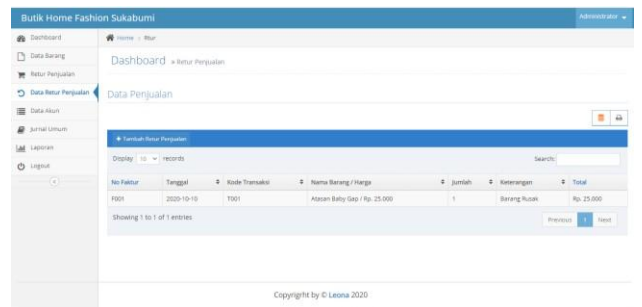 Butik Home Fashion Sukabumi
Administrator
Dashboard
Data Barang
Retur Penjualan
Data Retur Penjualan
Data Akun
Jurnal Umum
Laporan
Logout
Home
Ritur
Dashboard » Retur Penjualan
Data Penjualan
+ Tambah Retur Penjualan
Display 10 records
Search:
No Faktur Tanggal Kode Transaksi Nama Barang / Harga Jumlah Keterangan Total
F001 2020-10-10 T001 Atasan Baby Gap / Rp. 25.000 1 Barang Rusak Rp. 25.000
Showing 1 to 1 of 1 entries
Previous 1 Next
Copyright by © Leona 2020